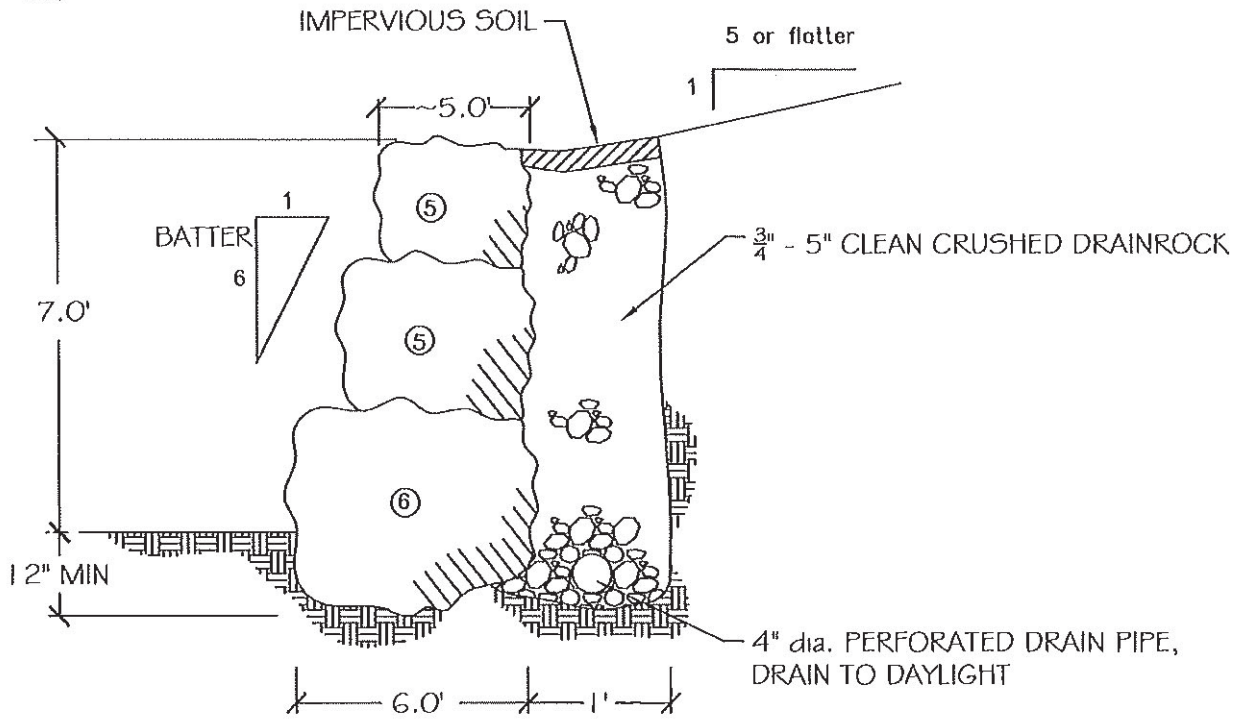 IMPERVIOUS SOIL
5 or flatter
1
~5.0'
5
1
BATTER
6
3/4" - 5" CLEAN CRUSHED DRAINROCK
7.0'
5
6
12" MIN
4" dia. PERFORATED DRAIN PIPE,
DRAIN TO DAYLIGHT
6.0'
1'